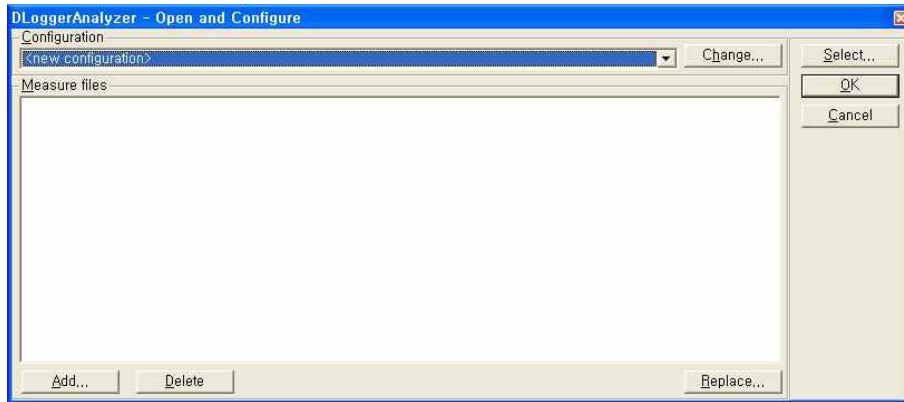 DLoggerAnalyzer - Open and Configure
Configuration
<new configuration>
Change...
Select...
Measure files
OK
Cancel
Add...
Delete
Replace...